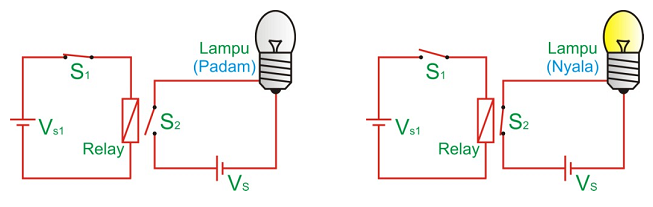 Lampu
(Padam)
S1
Vs1
S2
Relay
Vs
Lampu
(Nyala)
S1
Vs1
S2
Relay
Vs